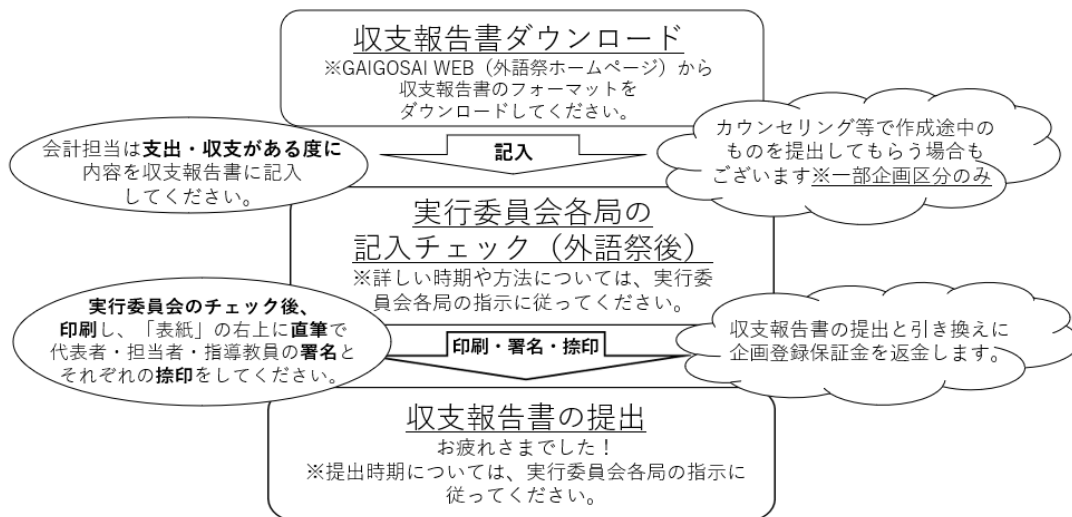 収支報告書ダウンロード
※GAIGOSAI WEB（外語祭ホームページ）から
収支報告書のフォーマットを
ダウンロードしてください。
会計担当は支出・収支がある度に
内容を収支報告書に記入
してください。
記入
カウンセリング等で作成途中の
ものを提出してもらう場合も
ございます※一部企画区分のみ
実行委員会各局の
記入チェック（外語祭後）
※詳しい時期や方法については、実行委
員会各局の指示に従ってください。
実行委員会のチェック後、
印刷し、「表紙」の右上に直筆で
代表者・担当者・指導教員の署名と
それぞれの捺印をしてください。
印刷・署名・捺印
収支報告書の提出と引き換えに
企画登録保証金を返金します。
収支報告書の提出
お疲れさまでした！
※提出時期については、実行委員会各局の指示に
従ってください。